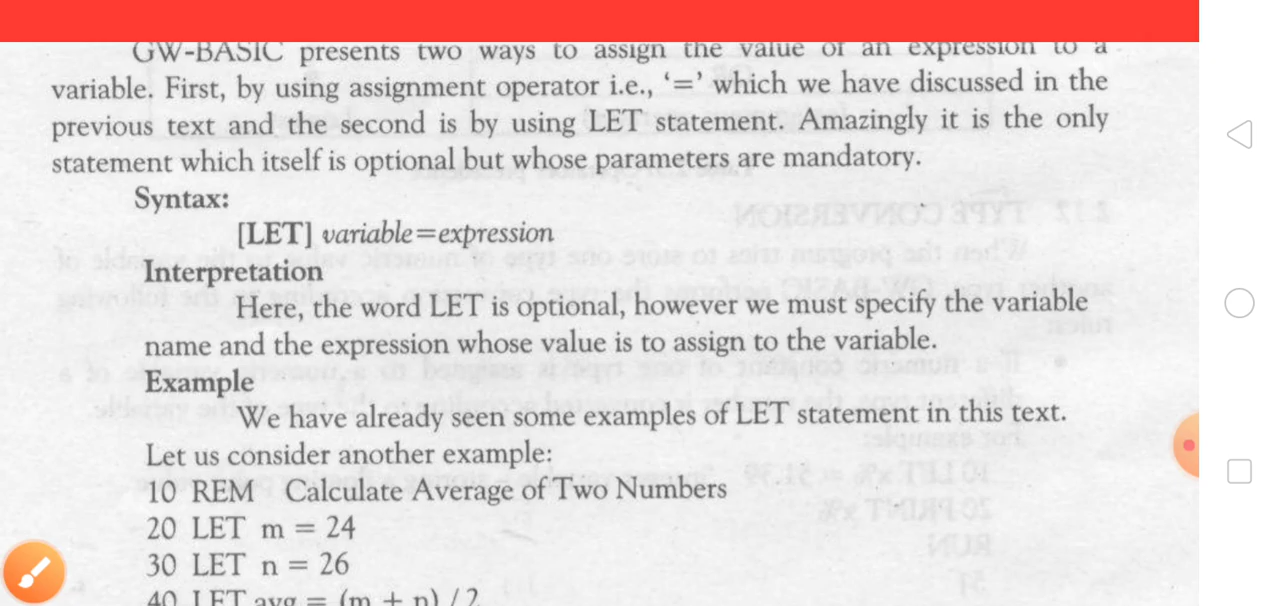 GW-BASIC presents two ways to assign the value of an expression to a
variable. First, by using assignment operator i.e., ‘=’ which we have discussed in the
previous text and the second is by using LET statement. Amazingly it is the only
statement which itself is optional but whose parameters are mandatory.
Syntax:
[LET] variable=expression
Interpretation
Here, the word LET is optional, however we must specify the variable
name and the expression whose value is to assign to the variable.
Example
We have already seen some examples of LET statement in this text.
Let us consider another example:
10 REM Calculate Average of Two Numbers
20 LET m = 24
30 LET n = 26
40 LET avg = (m + n) / 2